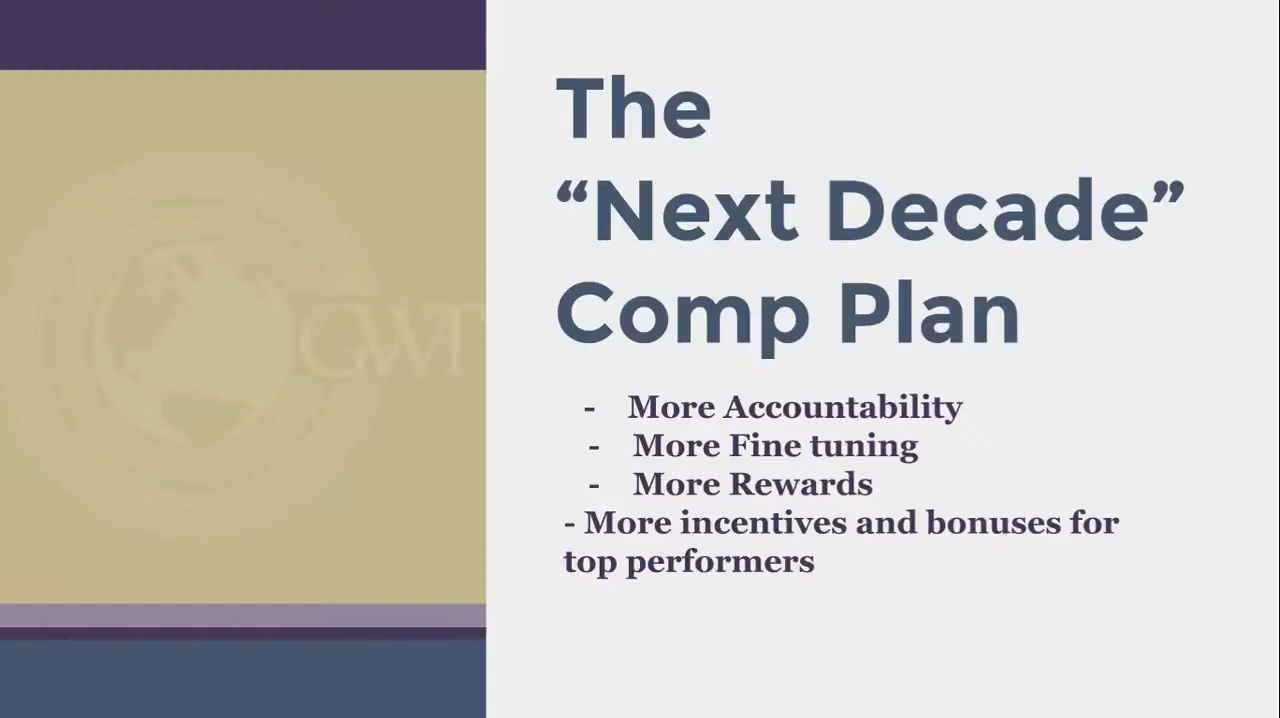 The
“Next Decade”
Comp Plan
- More Accountability
- More Fine tuning
- More Rewards
- More incentives and bonuses for
top performers